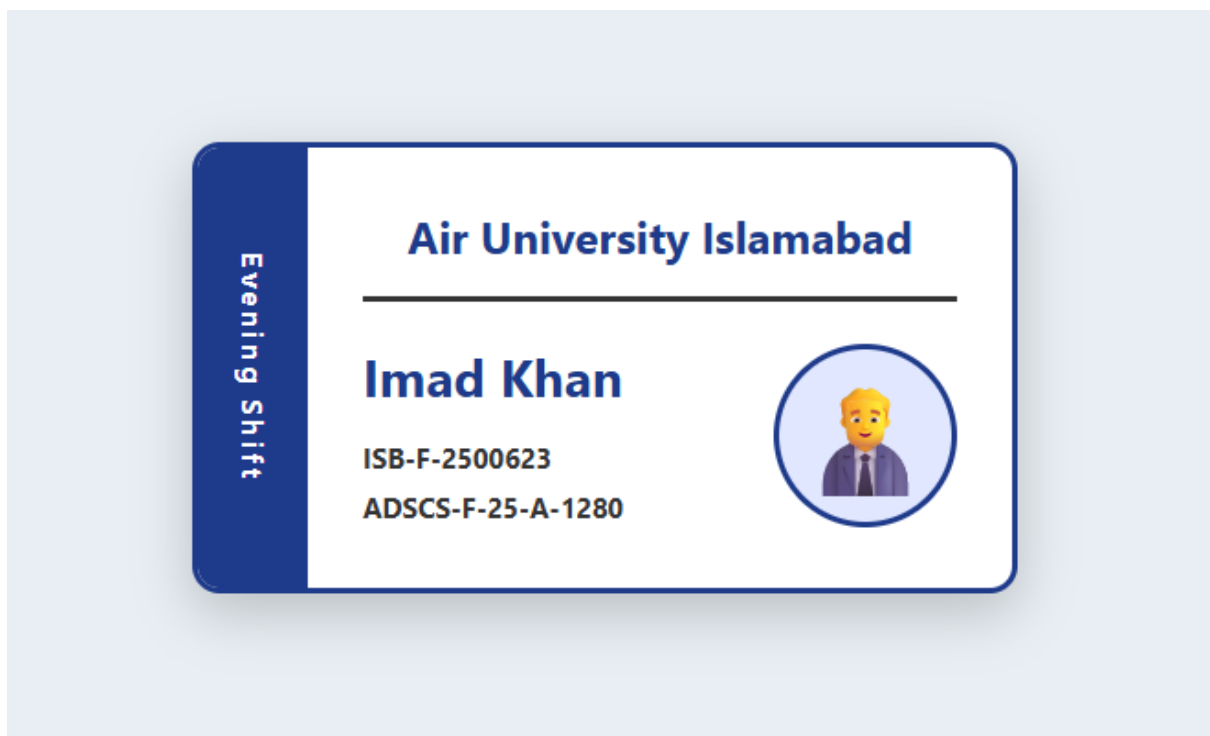 Evening Shift
Air University Islamabad
Imad Khan
ISB-F-2500623
ADSCS-F-25-A-1280